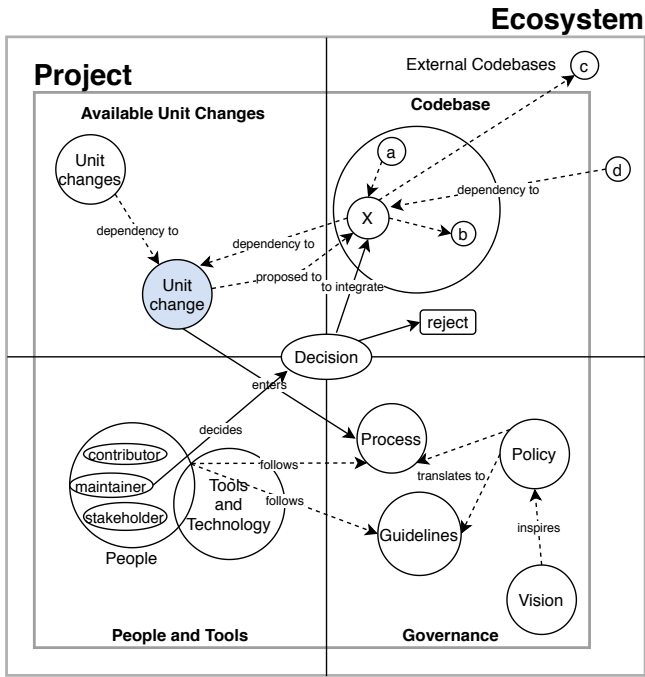 Ecosystem
Project
External Codebases
c
Available Unit Changes
Codebase
Unit
changes
a
d
dependency to
X
b
dependency to
dependency to
proposed to
to integrate
Unit
change
reject
Decision
enters
decides
Process
contributor
maintainer
stakeholder
People
Tools
and
Technology
follows
follows
Policy
translates to
Guidelines
inspires
Vision
People and Tools
Governance